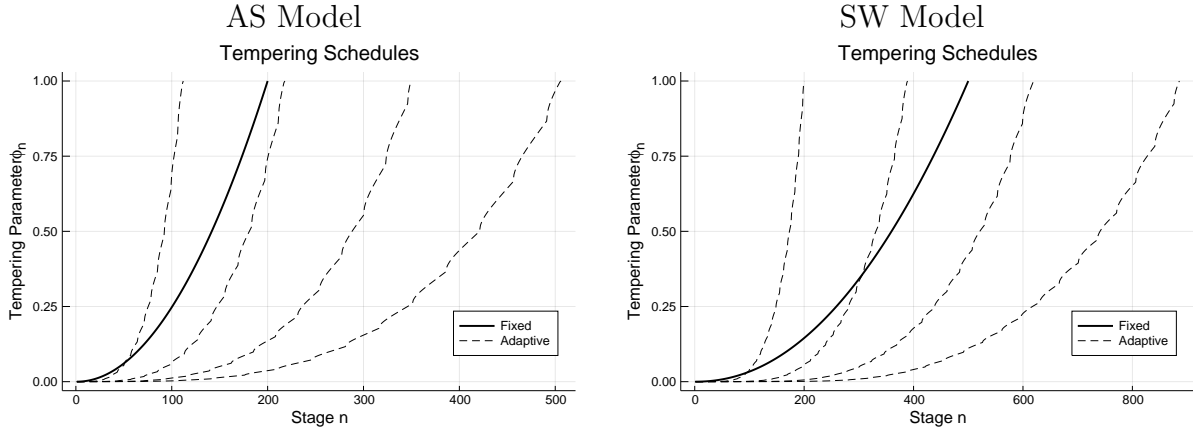 AS Model
Tempering Schedules
1.00
0.75
0.50
0.25
0.00
Tempering Parameterϕn
0 100 200 300 400 500
Stage n
Fixed
Adaptive
SW Model
Tempering Schedules
1.00
0.75
0.50
0.25
0.00
Tempering Parameterϕn
0 200 400 600 800
Stage n
Fixed
Adaptive